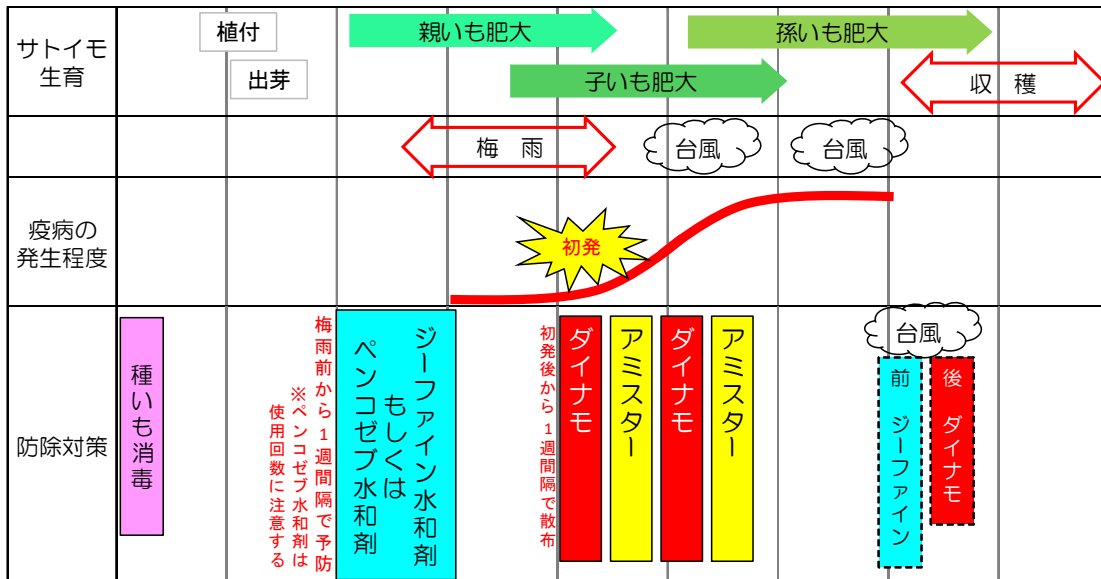 サトイモ
生育
植付
出芽
親いも肥大
子いも肥大
孫いも肥大
収 穫
梅 雨
台風
台風
疫病の
発生程度
初発
防除対策
種いも消毒
梅雨前から1週間隔で予防
※ペンコゼブ水和剤は
使用回数に注意する
ジーファイン水和剤
もしくは
ペンコゼブ水和剤
初発後から1週間隔で散布
ダイナモ
アミスター
ダイナモ
アミスター
台風
前 ジーファイン
後 ダイナモ